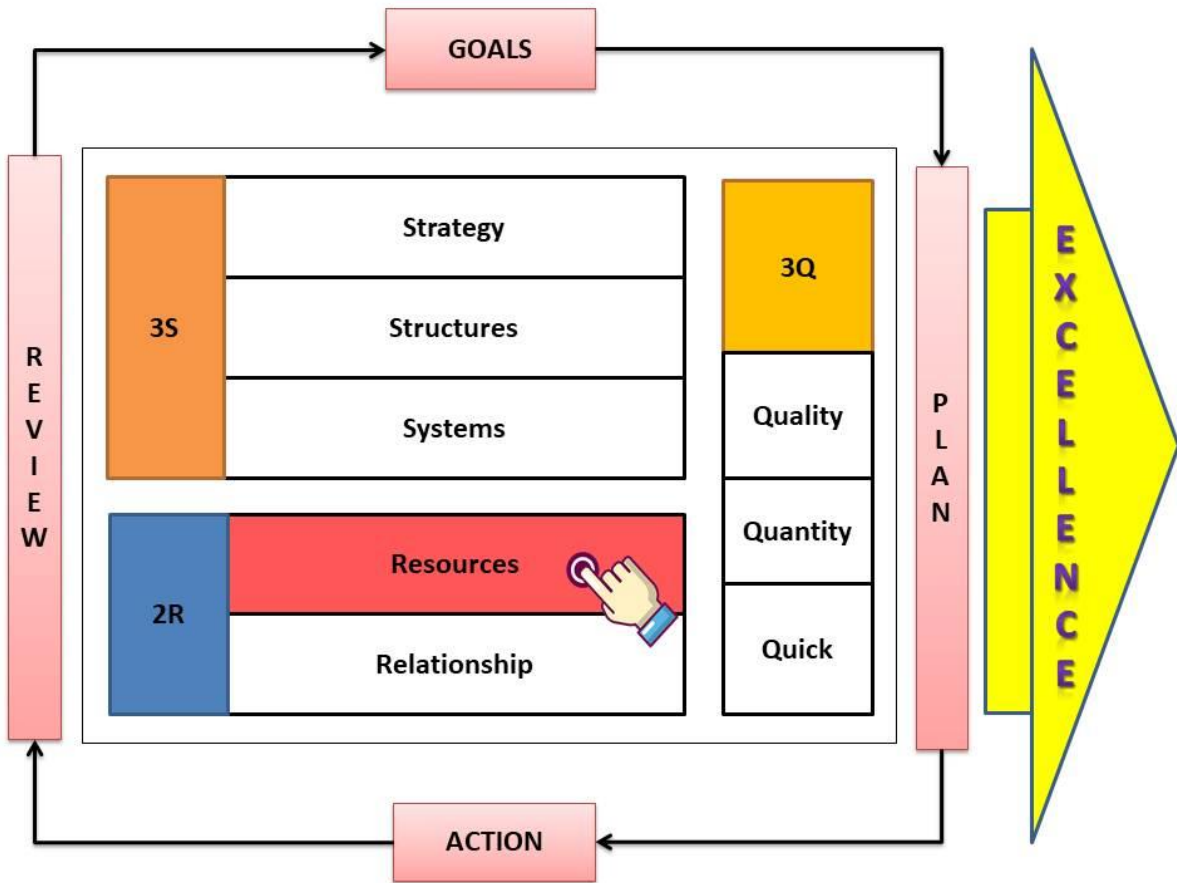 GOALS
3S
Strategy
Structures
Systems
2R
Resources
Relationship
3Q
Quality
Quantity
Quick
REVIEW
PLAN
ACTION
EXCELLENCE